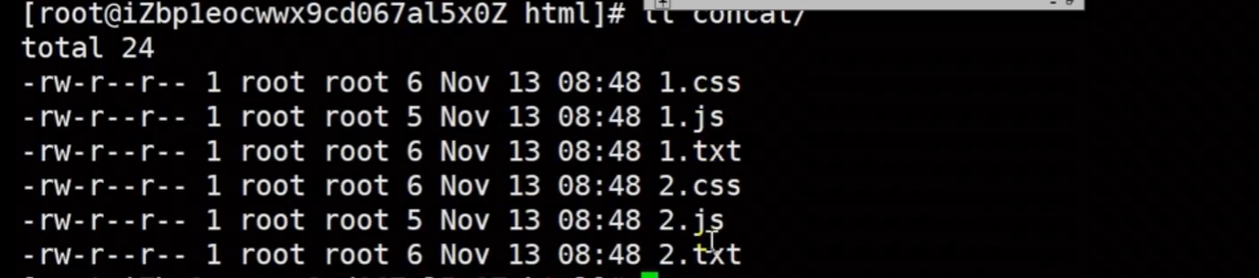 [root@iZbp1eocwwx9cd067al5x0Z html]# ll concat/
total 24
-rw-r--r-- 1 root root 6 Nov 13 08:48 1.css
-rw-r--r-- 1 root root 5 Nov 13 08:48 1.js
-rw-r--r-- 1 root root 6 Nov 13 08:48 1.txt
-rw-r--r-- 1 root root 6 Nov 13 08:48 2.css
-rw-r--r-- 1 root root 5 Nov 13 08:48 2.js
-rw-r--r-- 1 root root 6 Nov 13 08:48 2.txt